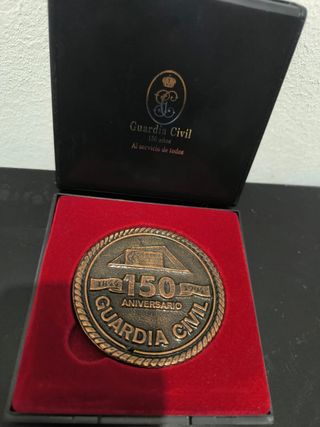 Guardia Civil
150 años
Al servicio de todos
1844 150 1994
ANIVERSARIO
GUARDIA CIVIL